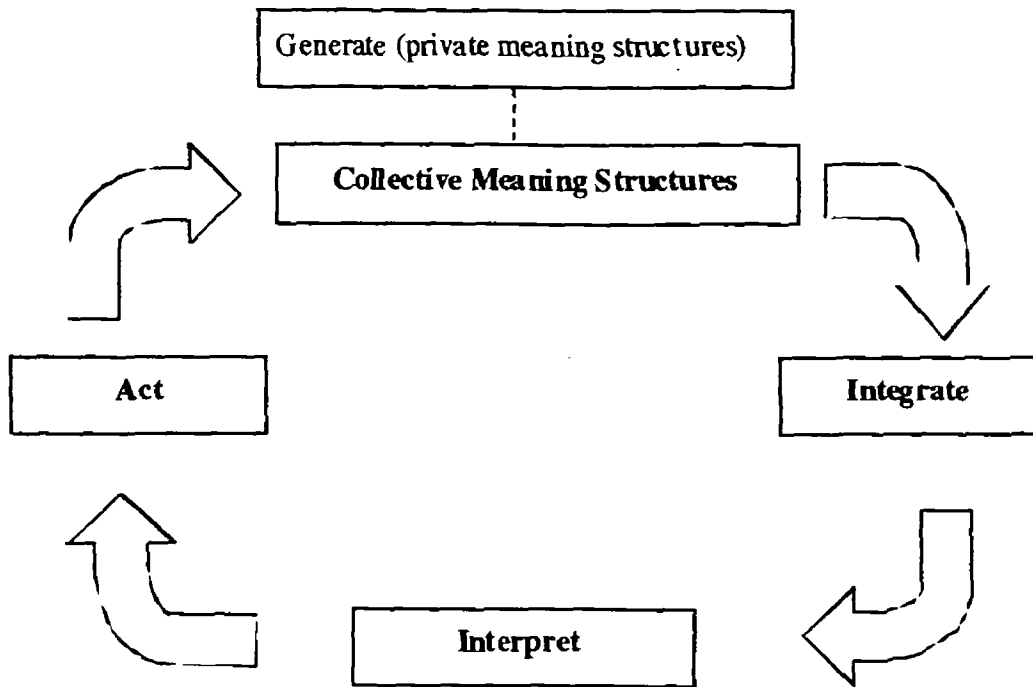 Generate (private meaning structures)
Collective Meaning Structures
Act
Integrate
Interpret